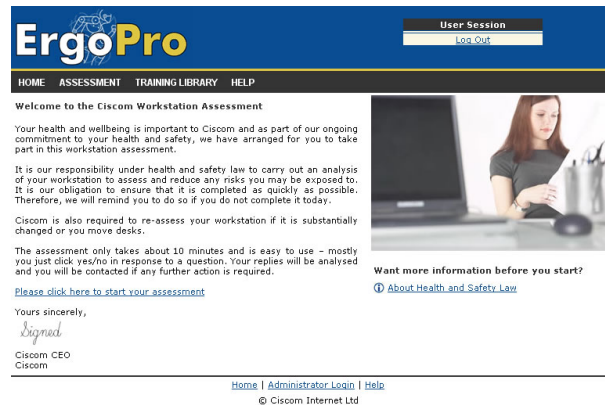 ErgoPro
User Session
Log Out
HOME ASSESSMENT TRAINING LIBRARY HELP
Welcome to the Ciscom Workstation Assessment
Your health and wellbeing is important to Ciscom and as part of our ongoing
commitment to your health and safety, we have arranged for you to take
part in this workstation assessment.
It is our responsibility under health and safety law to carry out an analysis
of your workstation to assess and reduce any risks you may be exposed to.
It is our obligation to ensure that it is completed as quickly as possible.
Therefore, we will remind you to do so if you do not complete it today.
Ciscom is also required to re-assess your workstation if it is substantially
changed or you move desks.
The assessment only takes about 10 minutes and is easy to use – mostly
you just click yes/no in response to a question. Your replies will be analysed
and you will be contacted if any further action is required.
Please click here to start your assessment
Yours sincerely,
Signed
Ciscom CEO
Ciscom
Want more information before you start?
About Health and Safety Law
Home | Administrator Login | Help
© Ciscom Internet Ltd